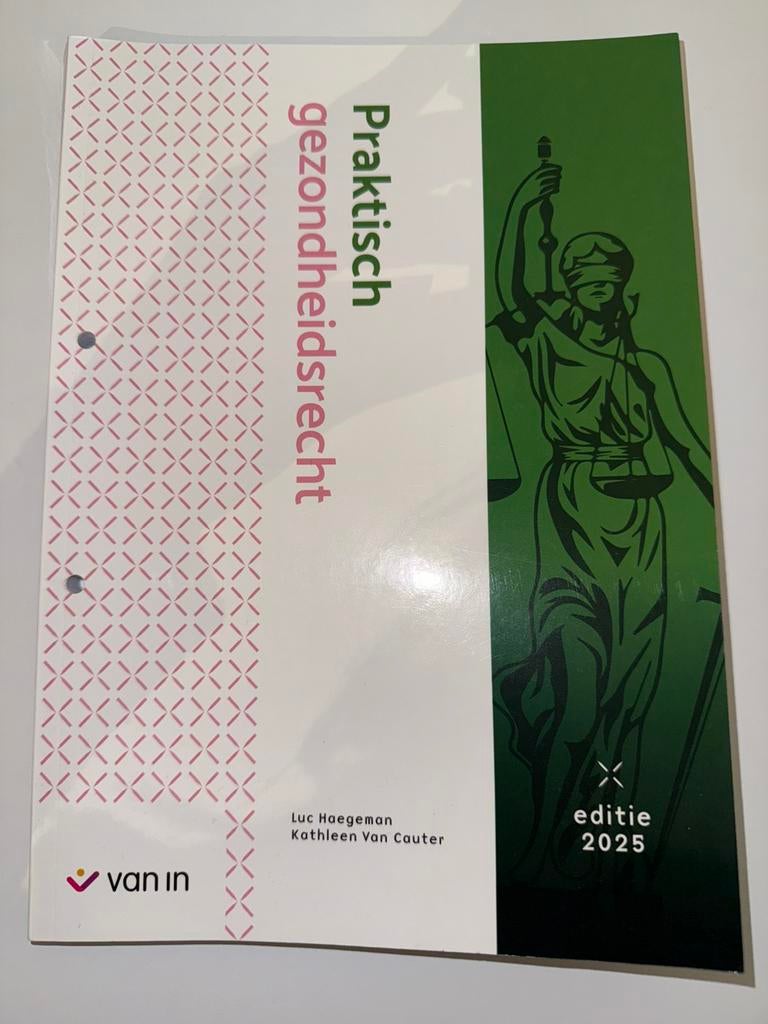 Praktisch
gezondheidsrecht
Luc Haegeman
Kathleen Van Cauter
editie
2025
van in